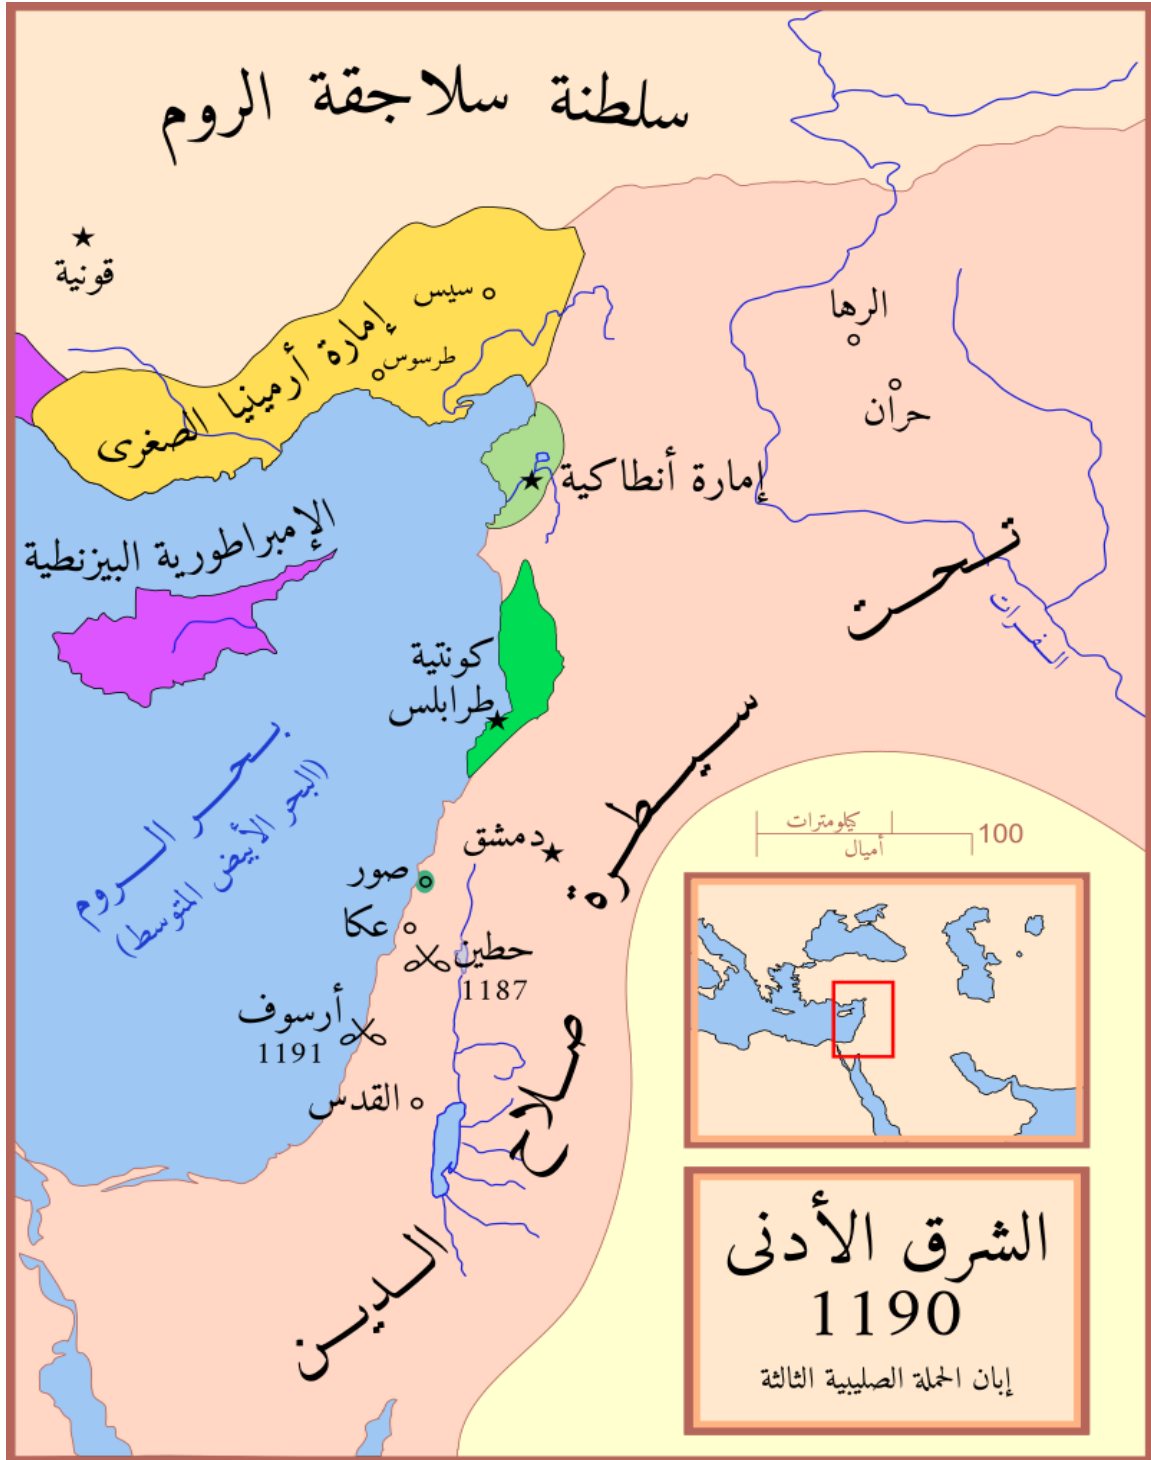 سلطنة سلاجقة الروم
قونية
سيس
إمارة أرمينيا الصغرى
طرسوس
الرها
حران
إمارة أنطاكية
الإمبراطورية البيزنطية
تحت
سيطرة
صلاح
الدين
الفرات
كونتية
طرابلس
بحر الروم
(البحر الأبيض المتوسط)
دمشق
صور
عكا
حطين
1187
أرسوف
1191
القدس
كيلومترات
أميال
100
الشرق الأدنى
1190
إبان الحملة الصليبية الثالثة